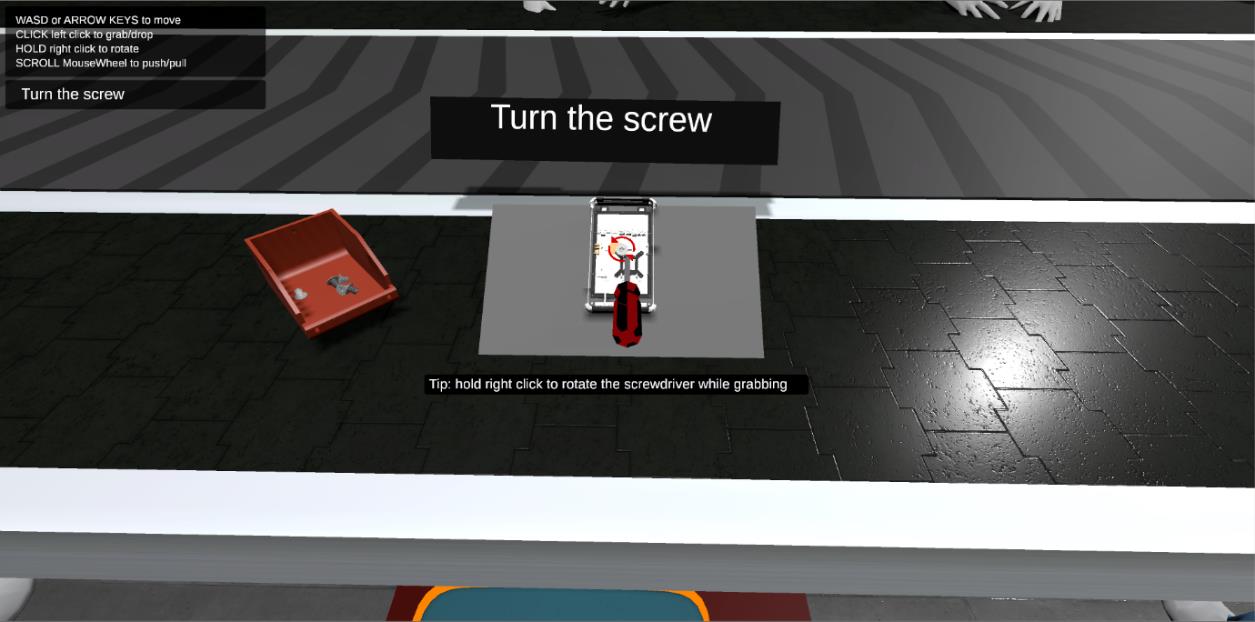 WASD or ARROW KEYS to move
CLICK left click to grab/drop
HOLD right click to rotate
SCROLL MouseWheel to push/pull
Turn the screw
Turn the screw
Tip: hold right click to rotate the screwdriver while grabbing